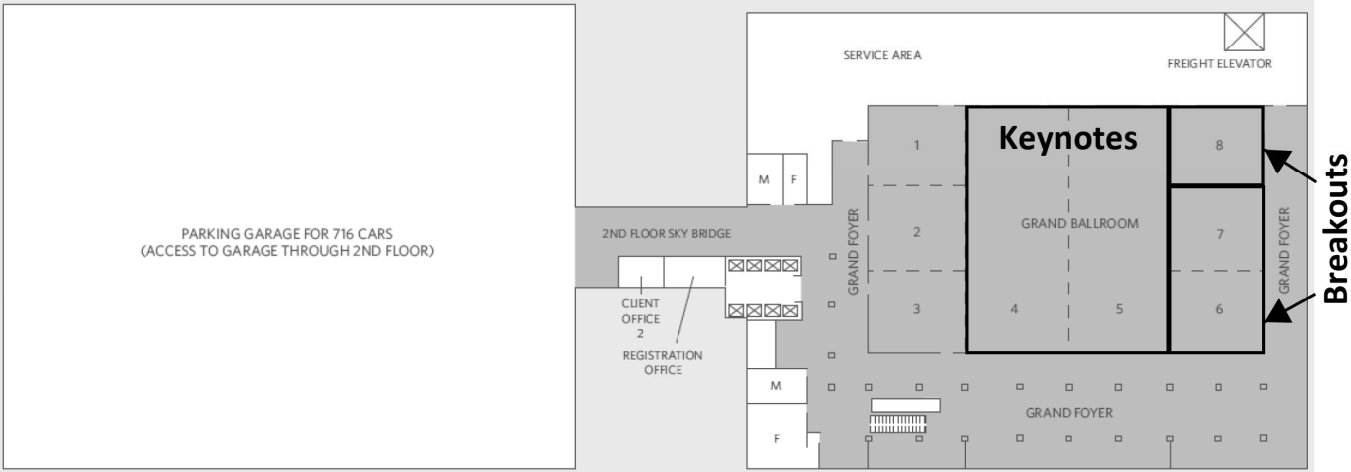 PARKING GARAGE FOR 716 CARS
(ACCESS TO GARAGE THROUGH 2ND FLOOR)
2ND FLOOR SKY BRIDGE
CLIENT
OFFICE
2
REGISTRATION
OFFICE
SERVICE AREA
FREIGHT ELEVATOR
M
F
M
F
GRAND FOYER
1
2
3
Keynotes
GRAND BALLROOM
4
5
8
7
6
GRAND FOYER
Breakouts
GRAND FOYER